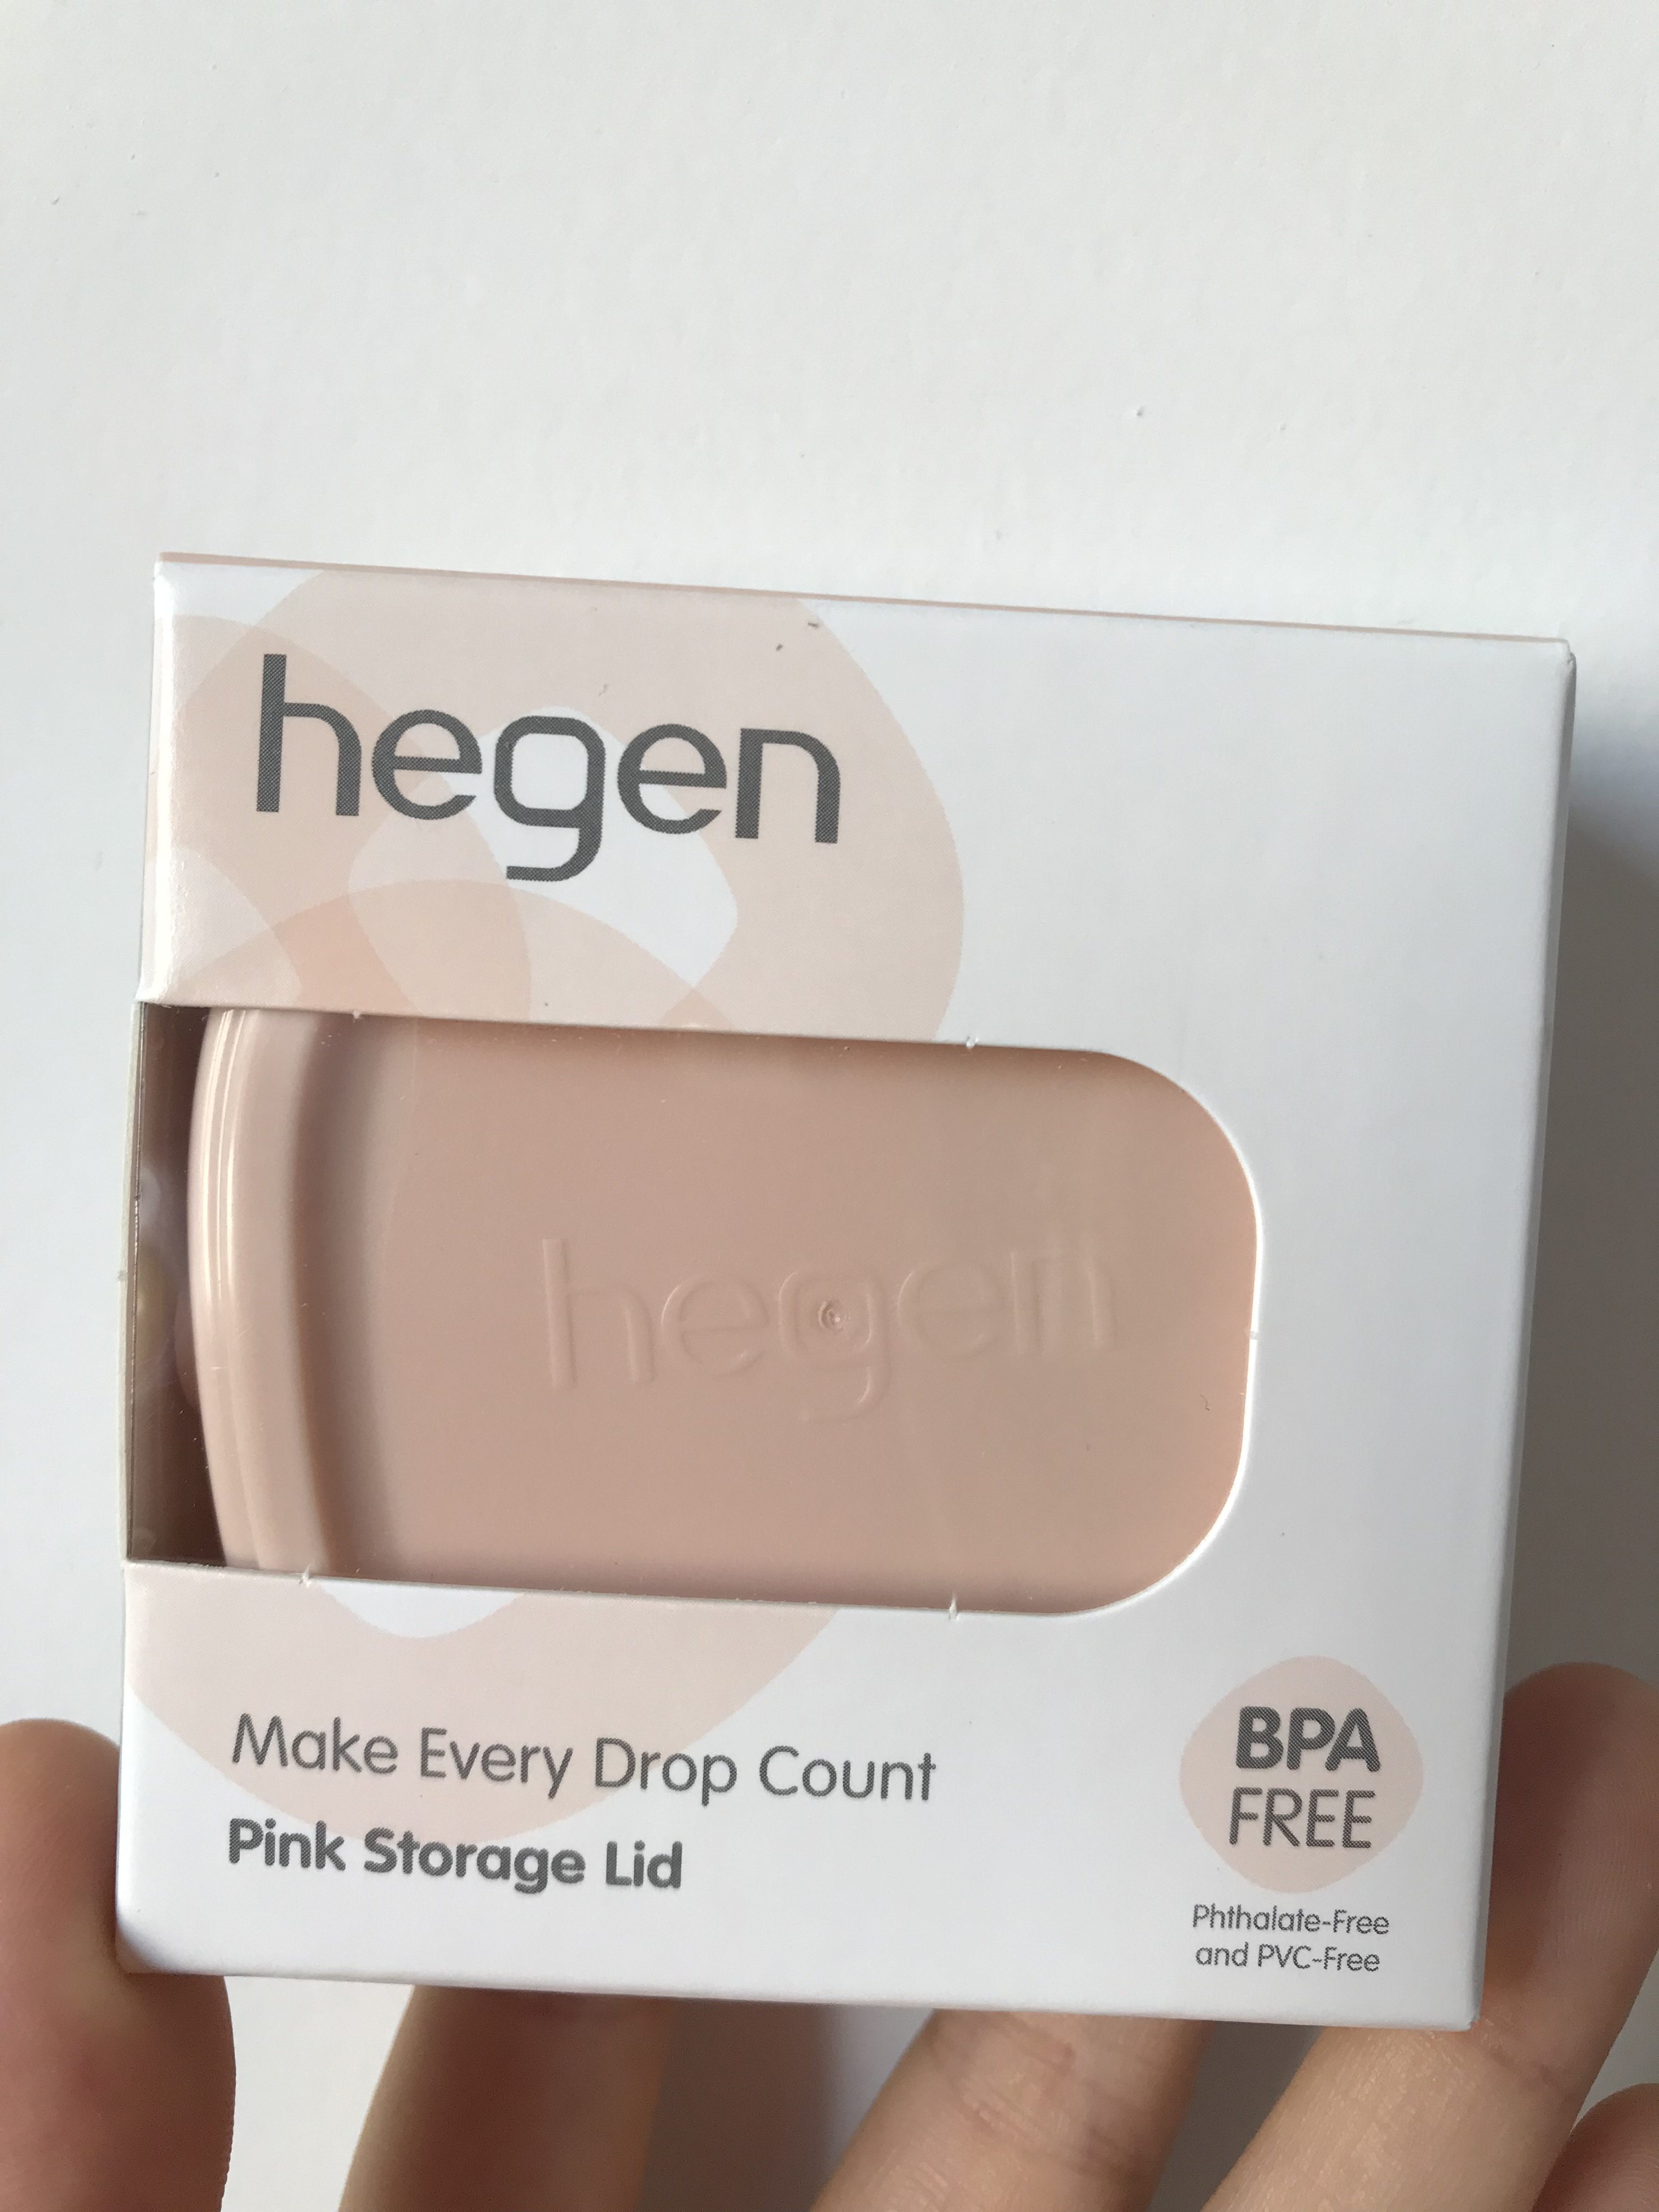 hegen
hegen
Make Every Drop Count
Pink Storage Lid
BPA
FREE
Phthalate-Free
and PVC-Free